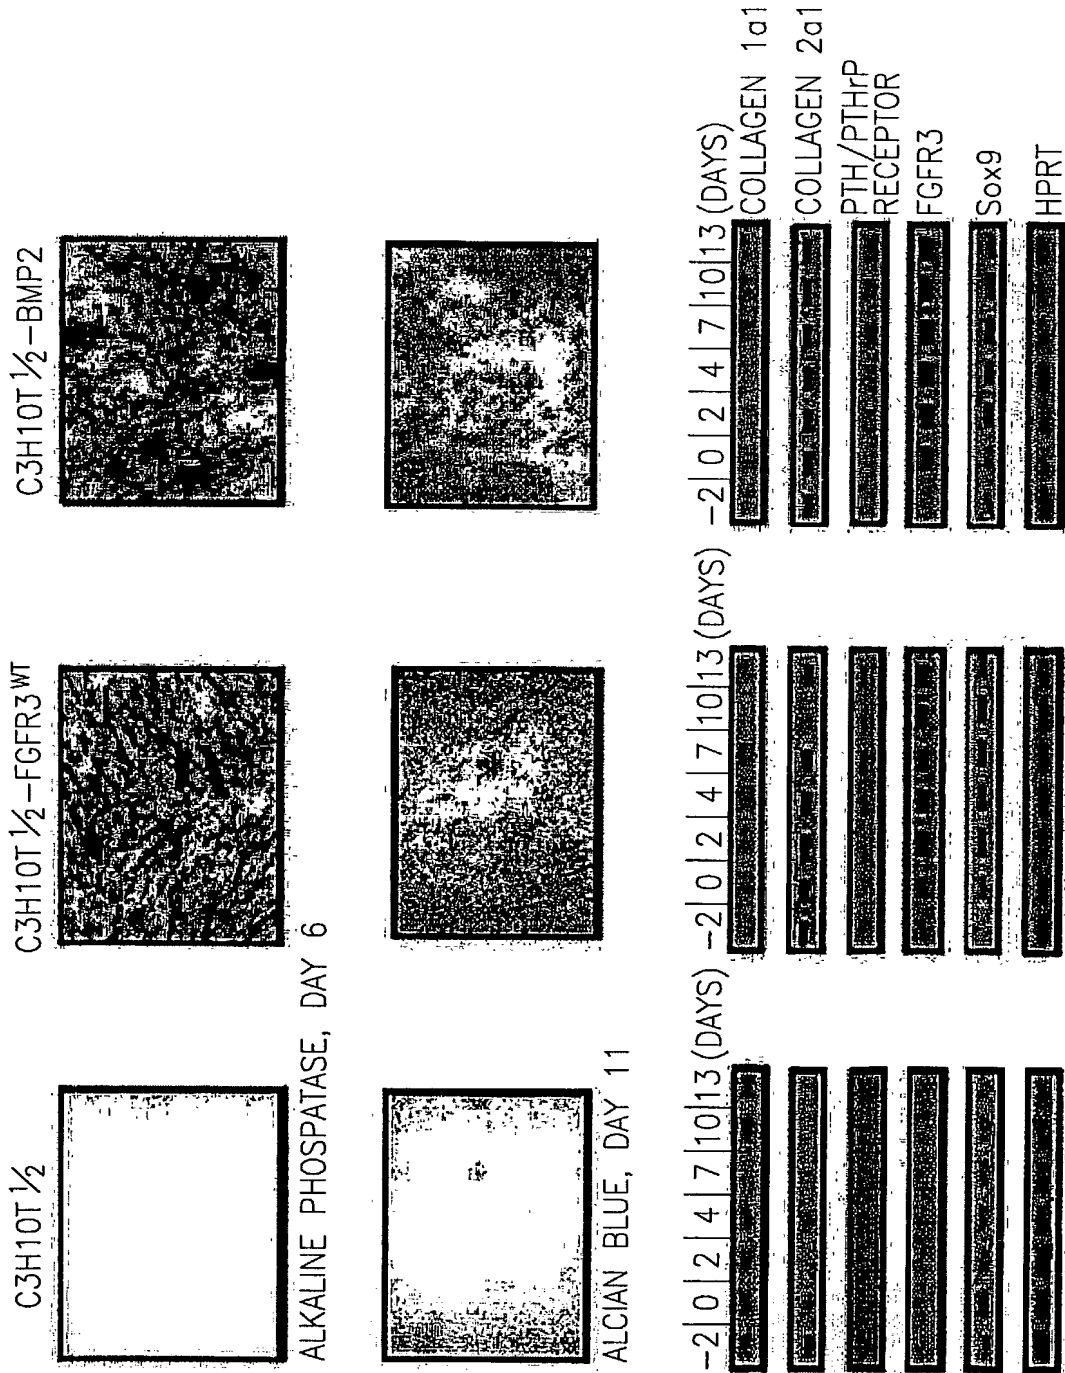 C3H10T½
C3H10T½-FGFR3WT
C3H10T½-BMP2
ALKALINE PHOSPATASE, DAY 6
ALCIAN BLUE, DAY 11
-2|0|2|4|7|10|13 (DAYS)
-2|0|2|4|7|10|13 (DAYS)
-2|0|2|4|7|10|13 (DAYS)
COLLAGEN 1a1
COLLAGEN 2a1
PTH/PTHrP
RECEPTOR
FGFR3
Sox9
HPRT